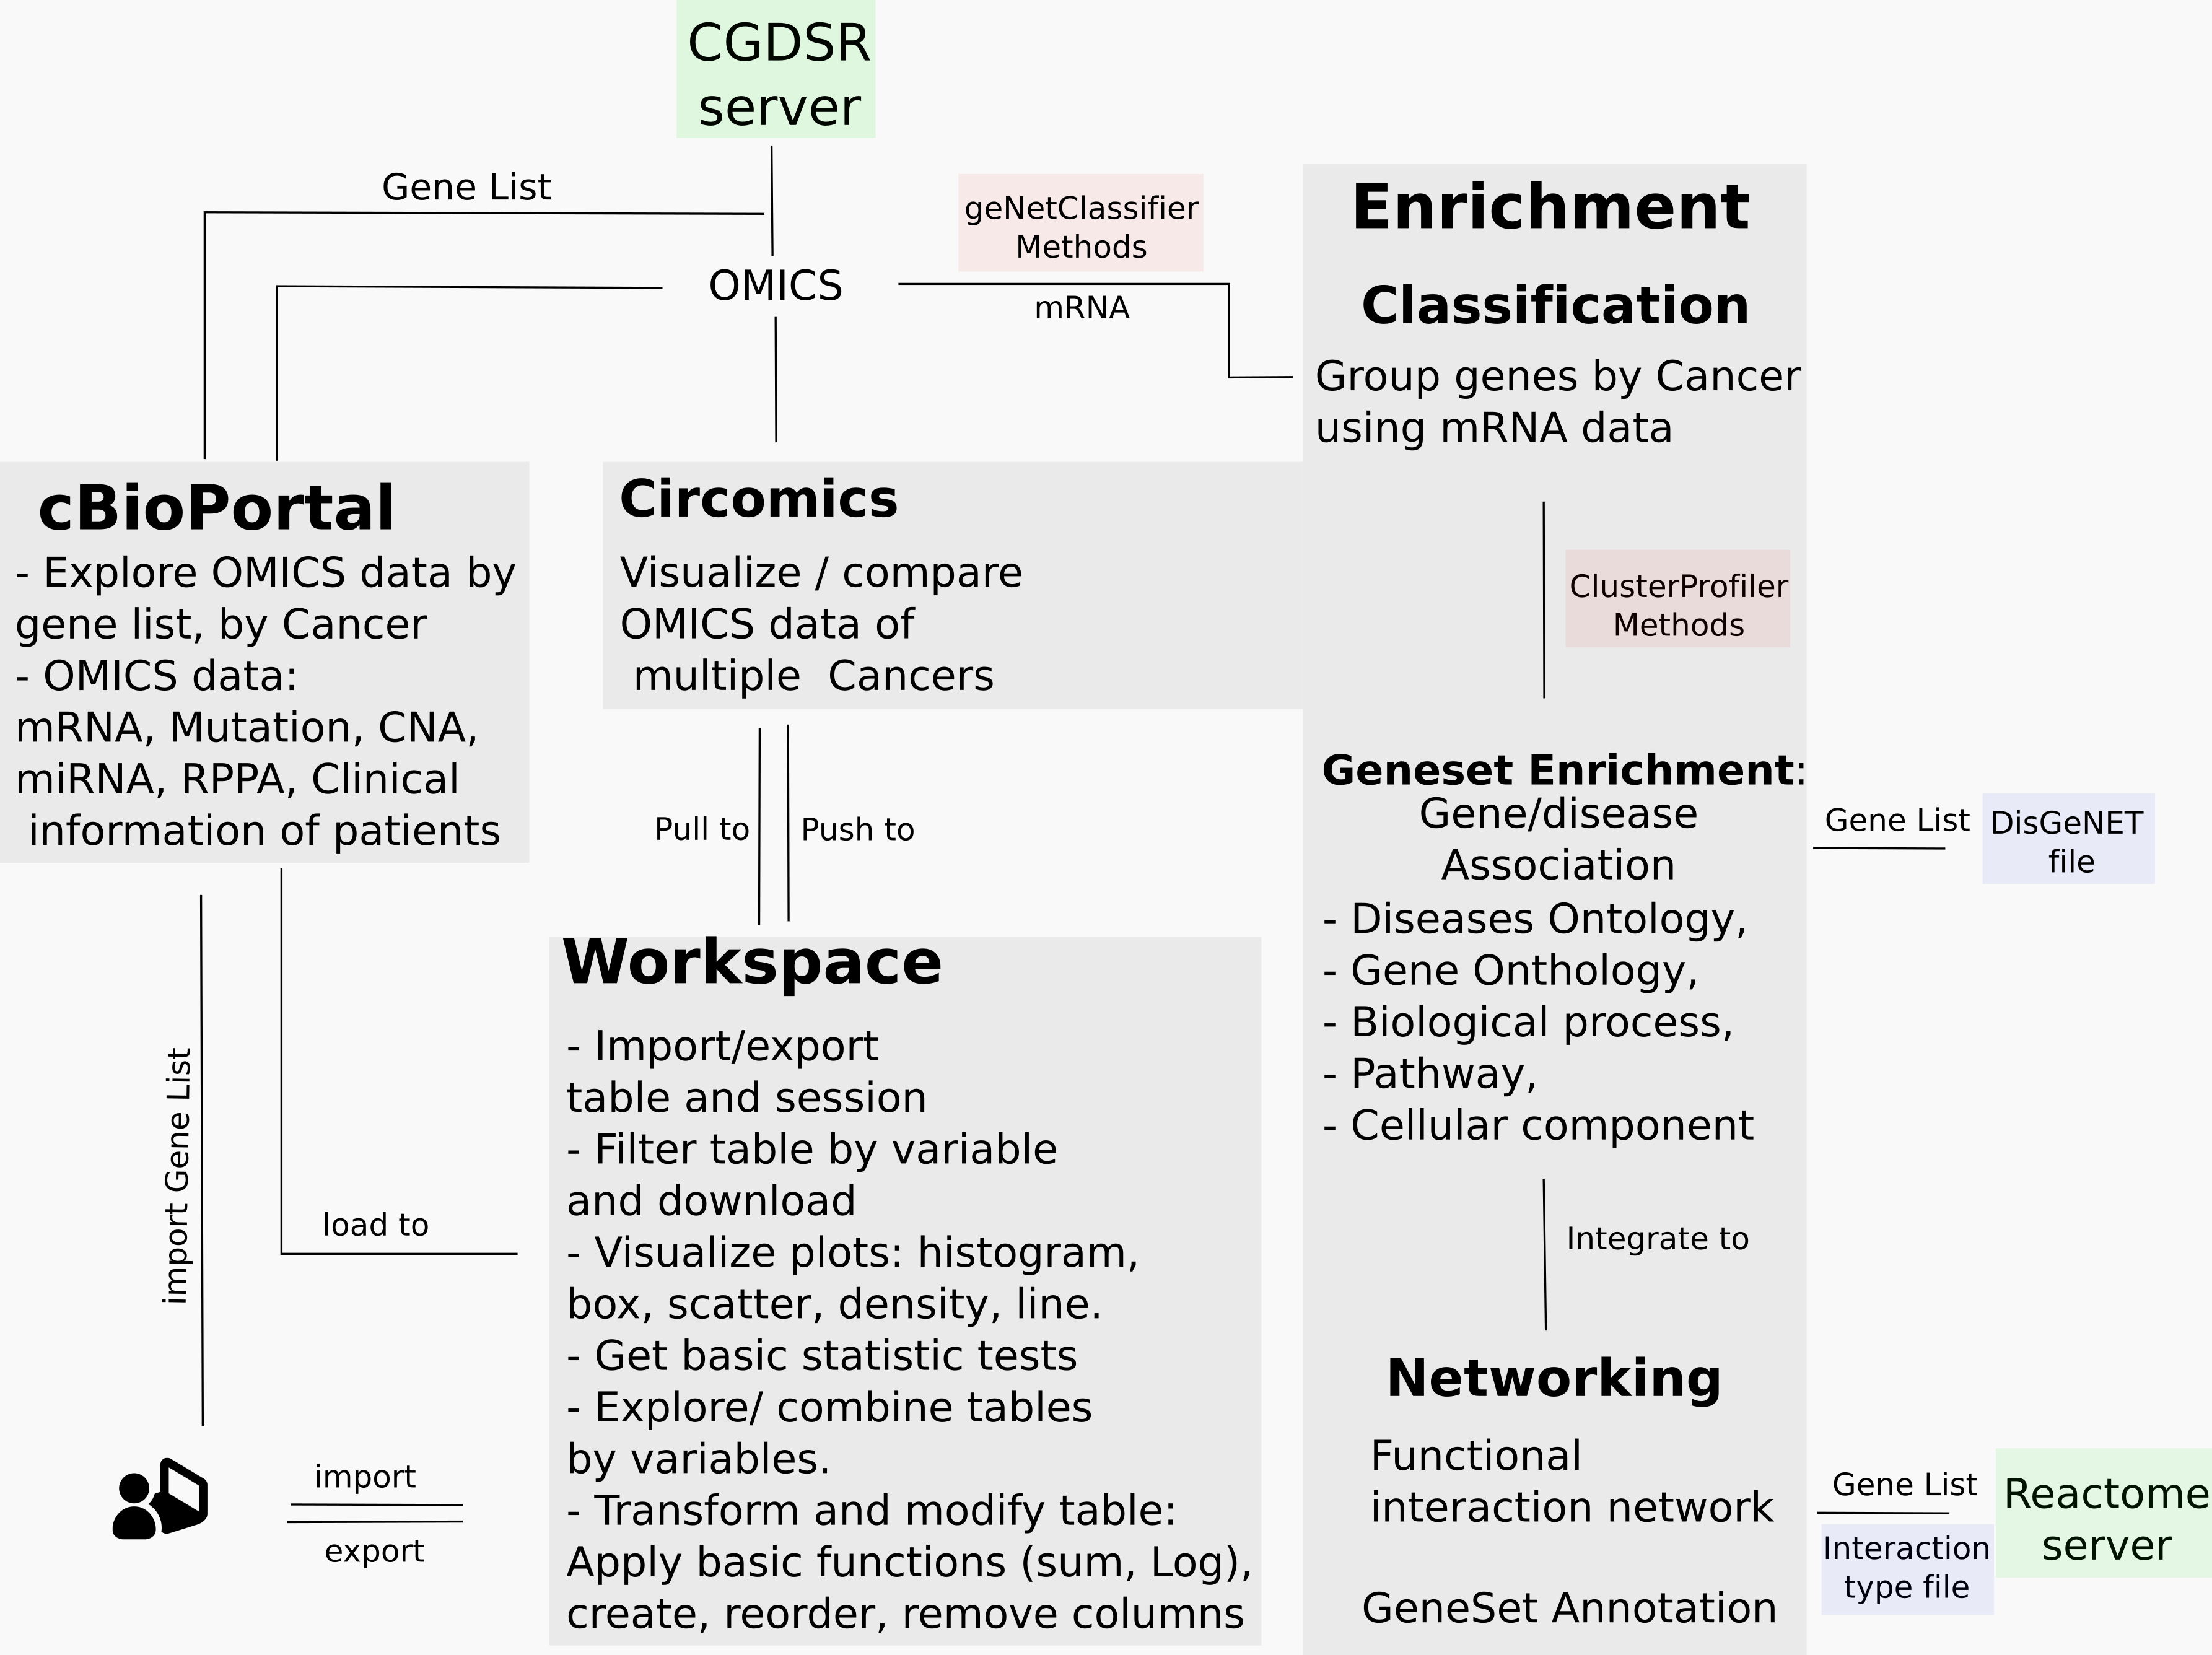 CGDSR
server
Gene List
OMICS
geNetClassifier
Methods
mRNA
Enrichment
Classification
Group genes by Cancer
using mRNA data
cBioPortal
- Explore OMICS data by
gene list, by Cancer
- OMICS data:
mRNA, Mutation, CNA,
miRNA, RPPA, Clinical
information of patients
Circomics
Visualize / compare
OMICS data of
multiple Cancers
ClusterProfiler
Methods
Pull to
Push to
Geneset Enrichment:
Gene/disease
Association
- Diseases Ontology,
- Gene Onthology,
- Biological process,
- Pathway,
- Cellular component
Gene List
DisGeNET
file
Workspace
- Import/export
table and session
- Filter table by variable
and download
- Visualize plots: histogram,
box, scatter, density, line.
- Get basic statistic tests
- Explore/ combine tables
by variables.
- Transform and modify table:
Apply basic functions (sum, Log),
create, reorder, remove columns
import Gene List
load to
import
export
Integrate to
Networking
Functional
interaction network
GeneSet Annotation
Gene List
Interaction
type file
Reactome
server